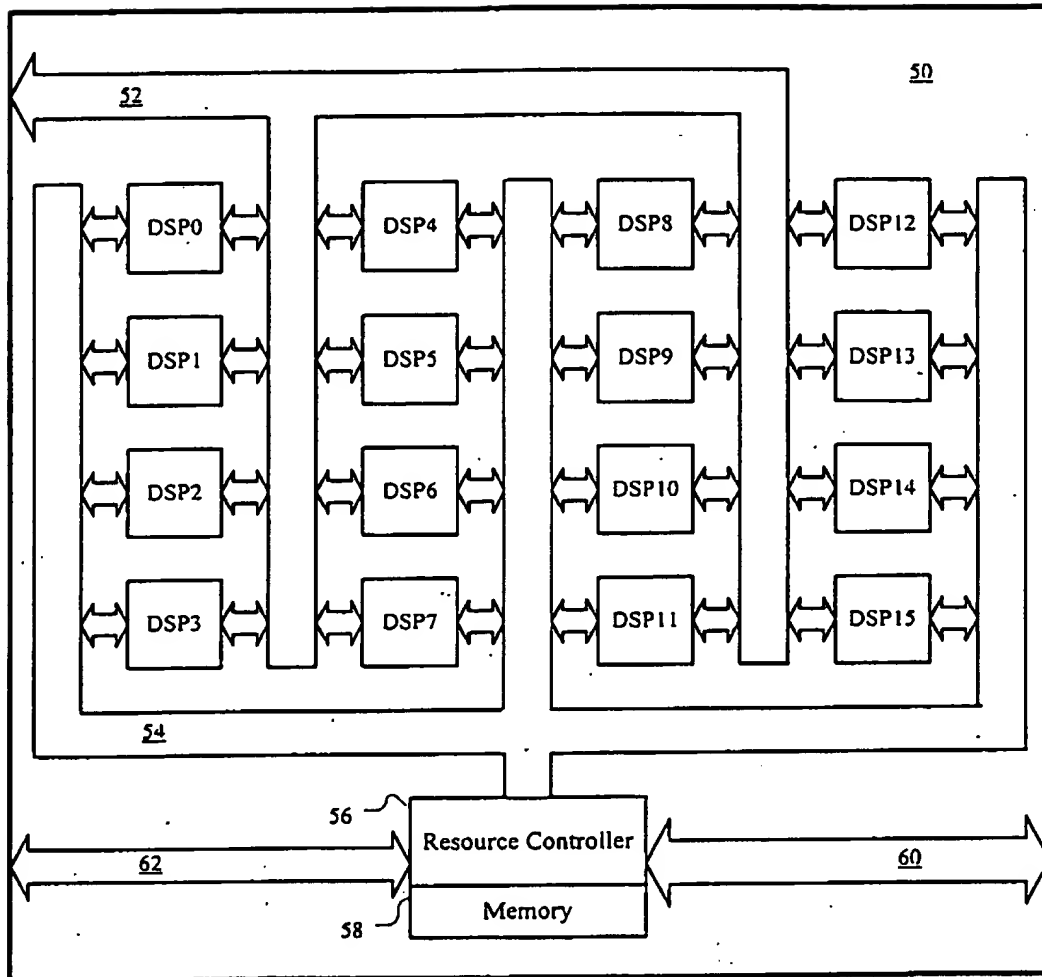 50
52
DSP0 DSP4 DSP8 DSP12
DSP1 DSP5 DSP9 DSP13
DSP2 DSP6 DSP10 DSP14
DSP3 DSP7 DSP11 DSP15
54
56
Resource Controller
62
60
58
Memory